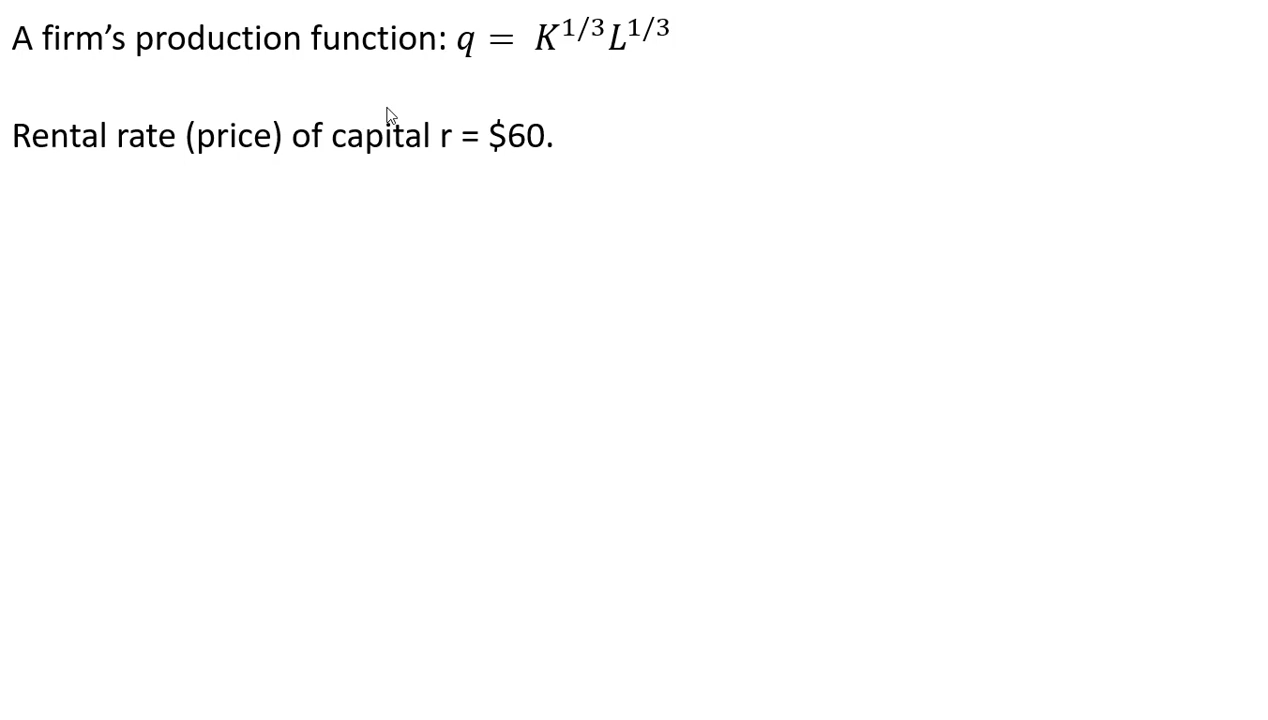 A firm’s production function: $q = K^{1/3}L^{1/3}$
Rental rate (price) of capital r = $60.